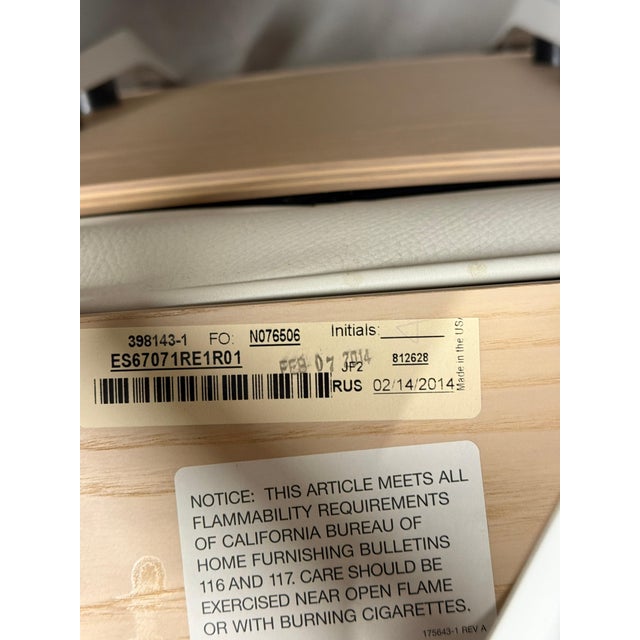 398143-1 FO: N076506 Initials:
ES67071RE1R01 FEB 07 2014 JP2 812628
RUS 02/14/2014
Made in the USA
NOTICE: THIS ARTICLE MEETS ALL
FLAMMABILITY REQUIREMENTS
OF CALIFORNIA BUREAU OF
HOME FURNISHING BULLETINS
116 AND 117. CARE SHOULD BE
EXERCISED NEAR OPEN FLAME
OR WITH BURNING CIGARETTES.
175643-1 REV A